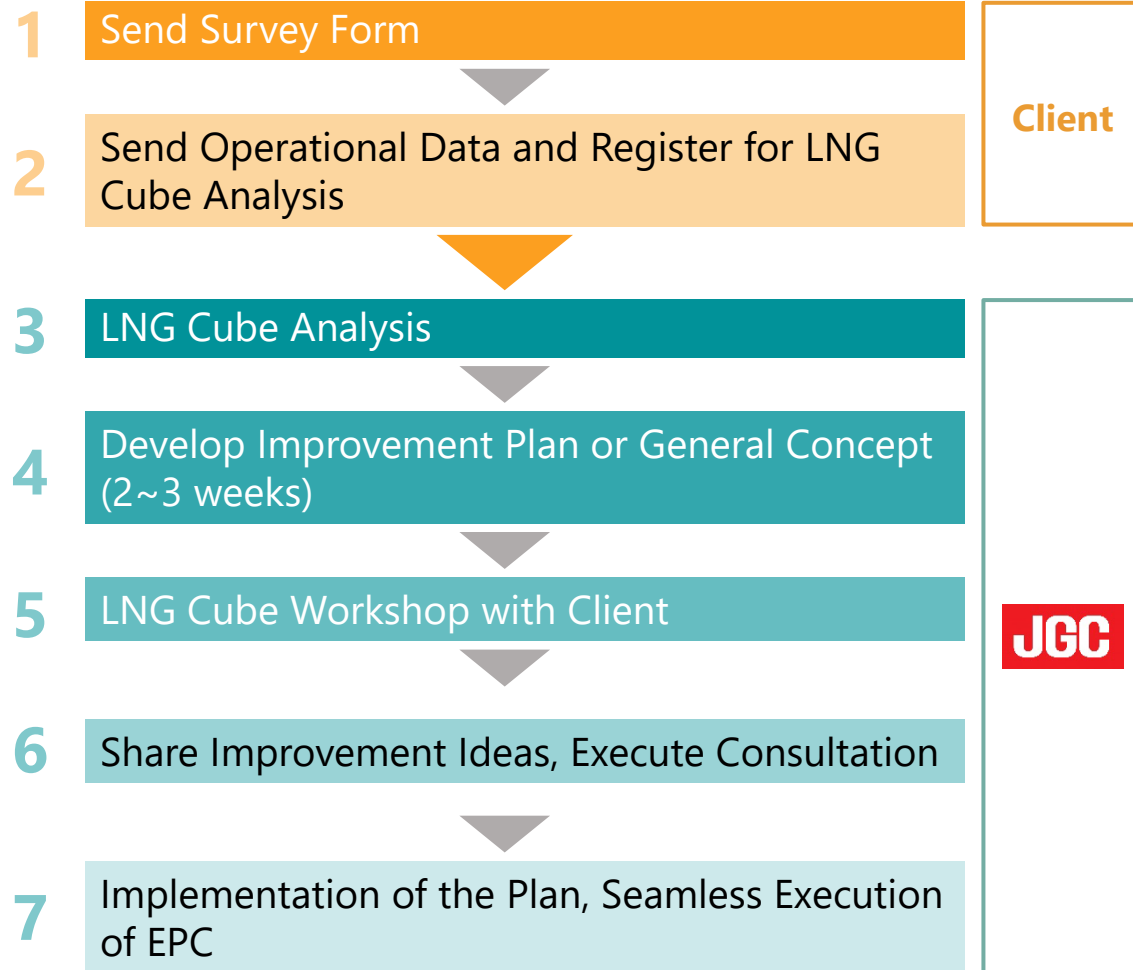 1
Send Survey Form
2
Send Operational Data and Register for LNG
Cube Analysis
Client
3
LNG Cube Analysis
4
Develop Improvement Plan or General Concept
(2~3 weeks)
5
LNG Cube Workshop with Client
6
Share Improvement Ideas, Execute Consultation
7
Implementation of the Plan, Seamless Execution
of EPC
JGC